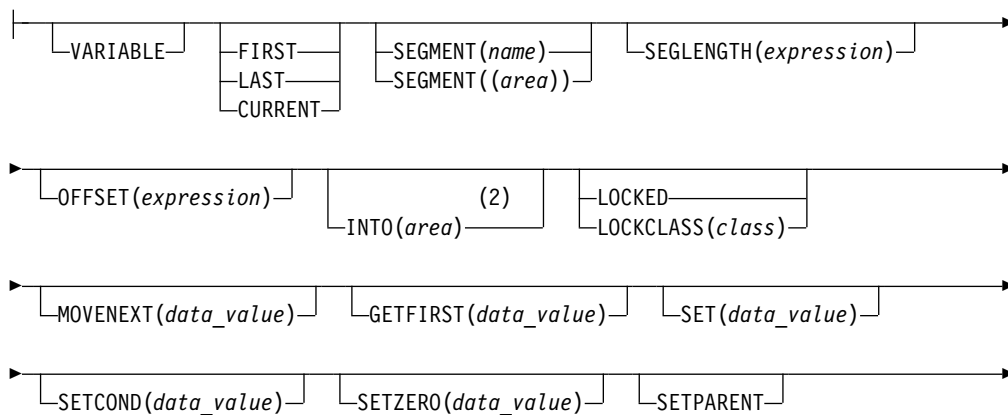 VARIABLE FIRST SEGMENT(name) SEGLENGTH(expression)
LAST SEGMENT((area))
CURRENT
OFFSET(expression) (2) LOCKED
INTO(area) LOCKCLASS(class)
MOVENEXT(data_value) GETFIRST(data_value) SET(data_value)
SETCOND(data_value) SETZERO(data_value) SETPARENT